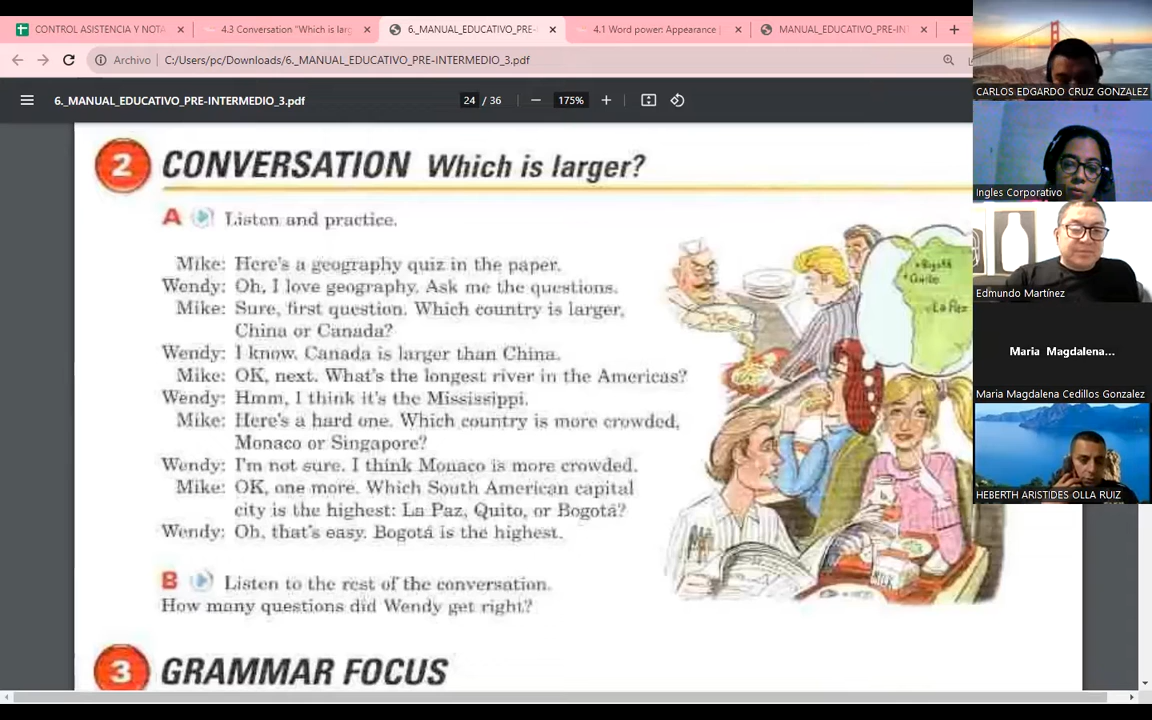 CONTROL ASISTENCIA Y NOTA
4.3 Conversation "Which is larg
6._MANUAL_EDUCATIVO_PRE-
4.1 Word power: Appearance
MANUAL_EDUCATIVO_PRE-INT
Archivo C:/Users/pc/Downloads/6._MANUAL_EDUCATIVO_PRE-INTERMEDIO_3.pdf
6._MANUAL_EDUCATIVO_PRE-INTERMEDIO_3.pdf
24 / 36
175%
2 CONVERSATION Which is larger?
A Listen and practice.
Mike: Here's a geography quiz in the paper.
Wendy: Oh, I love geography. Ask me the questions.
Mike: Sure, first question. Which country is larger,
China or Canada?
Wendy: I know. Canada is larger than China.
Mike: OK, next. What's the longest river in the Americas?
Wendy: Hmm, I think it's the Mississippi.
Mike: Here's a hard one. Which country is more crowded,
Monaco or Singapore?
Wendy: I'm not sure. I think Monaco is more crowded.
Mike: OK, one more. Which South American capital
city is the highest: La Paz, Quito, or Bogotá?
Wendy: Oh, that's easy. Bogotá is the highest.
Bogotá
Quito
La Paz
MILK
B Listen to the rest of the conversation.
How many questions did Wendy get right?
3 GRAMMAR FOCUS
CARLOS EDGARDO CRUZ GONZALEZ
Ingles Corporativo
Edmundo Martínez
Maria Magdalena...
Maria Magdalena Cedillos Gonzalez
HEBERTH ARISTIDES OLLA RUIZ